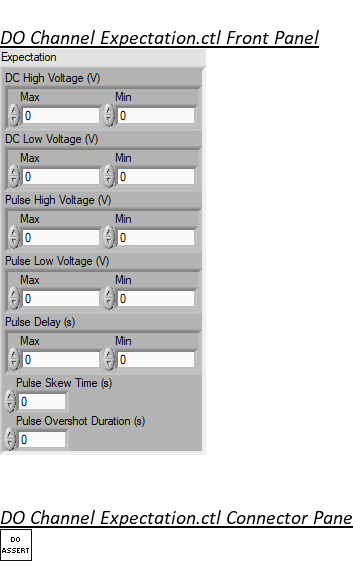 DO Channel Expectation.ctl Front Panel
Expectation
DC High Voltage (V)
Max Min
0 0
DC Low Voltage (V)
Max Min
0 0
Pulse High Voltage (V)
Max Min
0 0
Pulse Low Voltage (V)
Max Min
0 0
Pulse Delay (s)
Max Min
0 0
Pulse Skew Time (s)
0
Pulse Overshot Duration (s)
0
DO Channel Expectation.ctl Connector Pane
DO
ASSERT